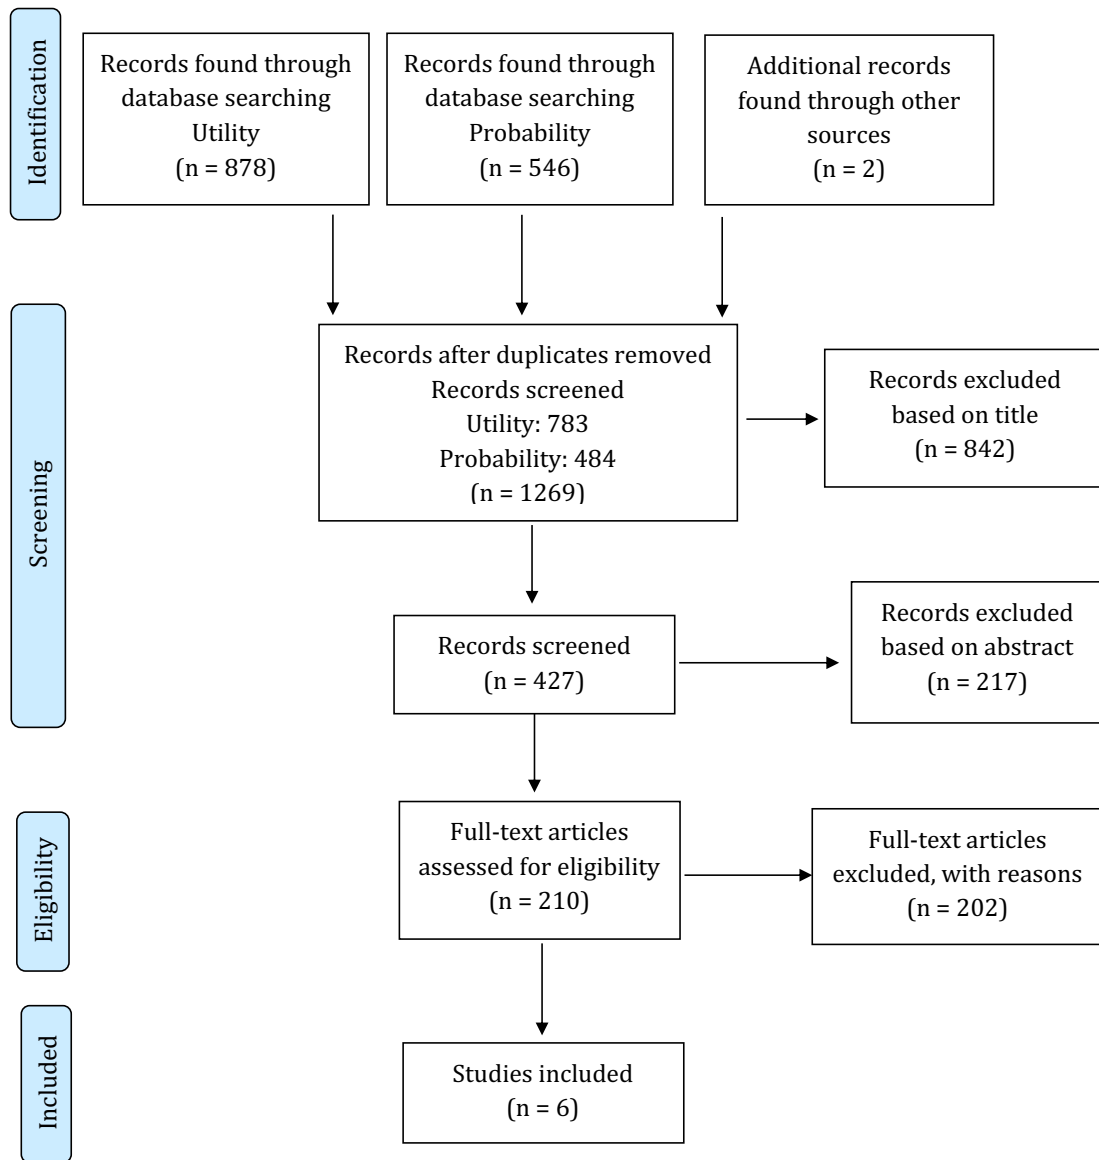 Identification
Records found through
database searching
Utility
(n = 878)
Records found through
database searching
Probability
(n = 546)
Additional records
found through other
sources
(n = 2)
Screening
Records after duplicates removed
Records screened
Utility: 783
Probability: 484
(n = 1269)
Records excluded
based on title
(n = 842)
Records screened
(n = 427)
Records excluded
based on abstract
(n = 217)
Eligibility
Full-text articles
assessed for eligibility
(n = 210)
Full-text articles
excluded, with reasons
(n = 202)
Included
Studies included
(n = 6)